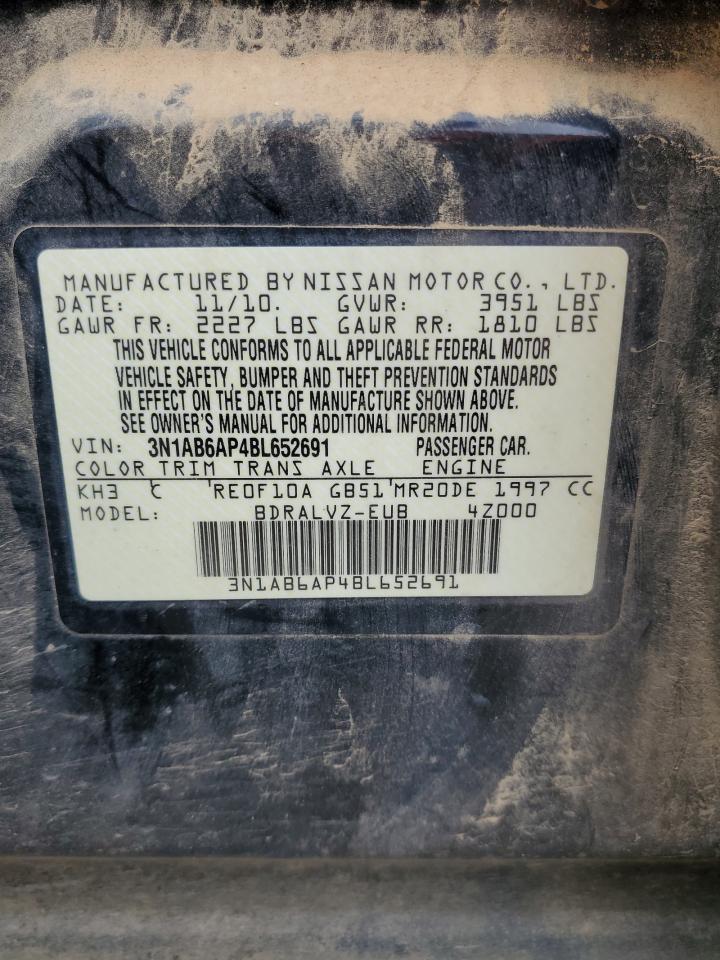 MANUFACTURED BY NISSAN MOTOR CO., LTD.
DATE: 11/10. GVWR: 3951 LBS
GAWR FR: 2227 LBS GAWR RR: 1810 LBS
THIS VEHICLE CONFORMS TO ALL APPLICABLE FEDERAL MOTOR
VEHICLE SAFETY, BUMPER AND THEFT PREVENTION STANDARDS
IN EFFECT ON THE DATE OF MANUFACTURE SHOWN ABOVE.
SEE OWNER'S MANUAL FOR ADDITIONAL INFORMATION.
VIN: 3N1AB6AP4BL652691 PASSENGER CAR.
COLOR TRIM TRANS AXLE ENGINE
KH3 C RE0F10A GB51 MR20DE 1997 CC
MODEL: BDRALVZ-EUB 4Z000
3N1AB6AP4BL652691